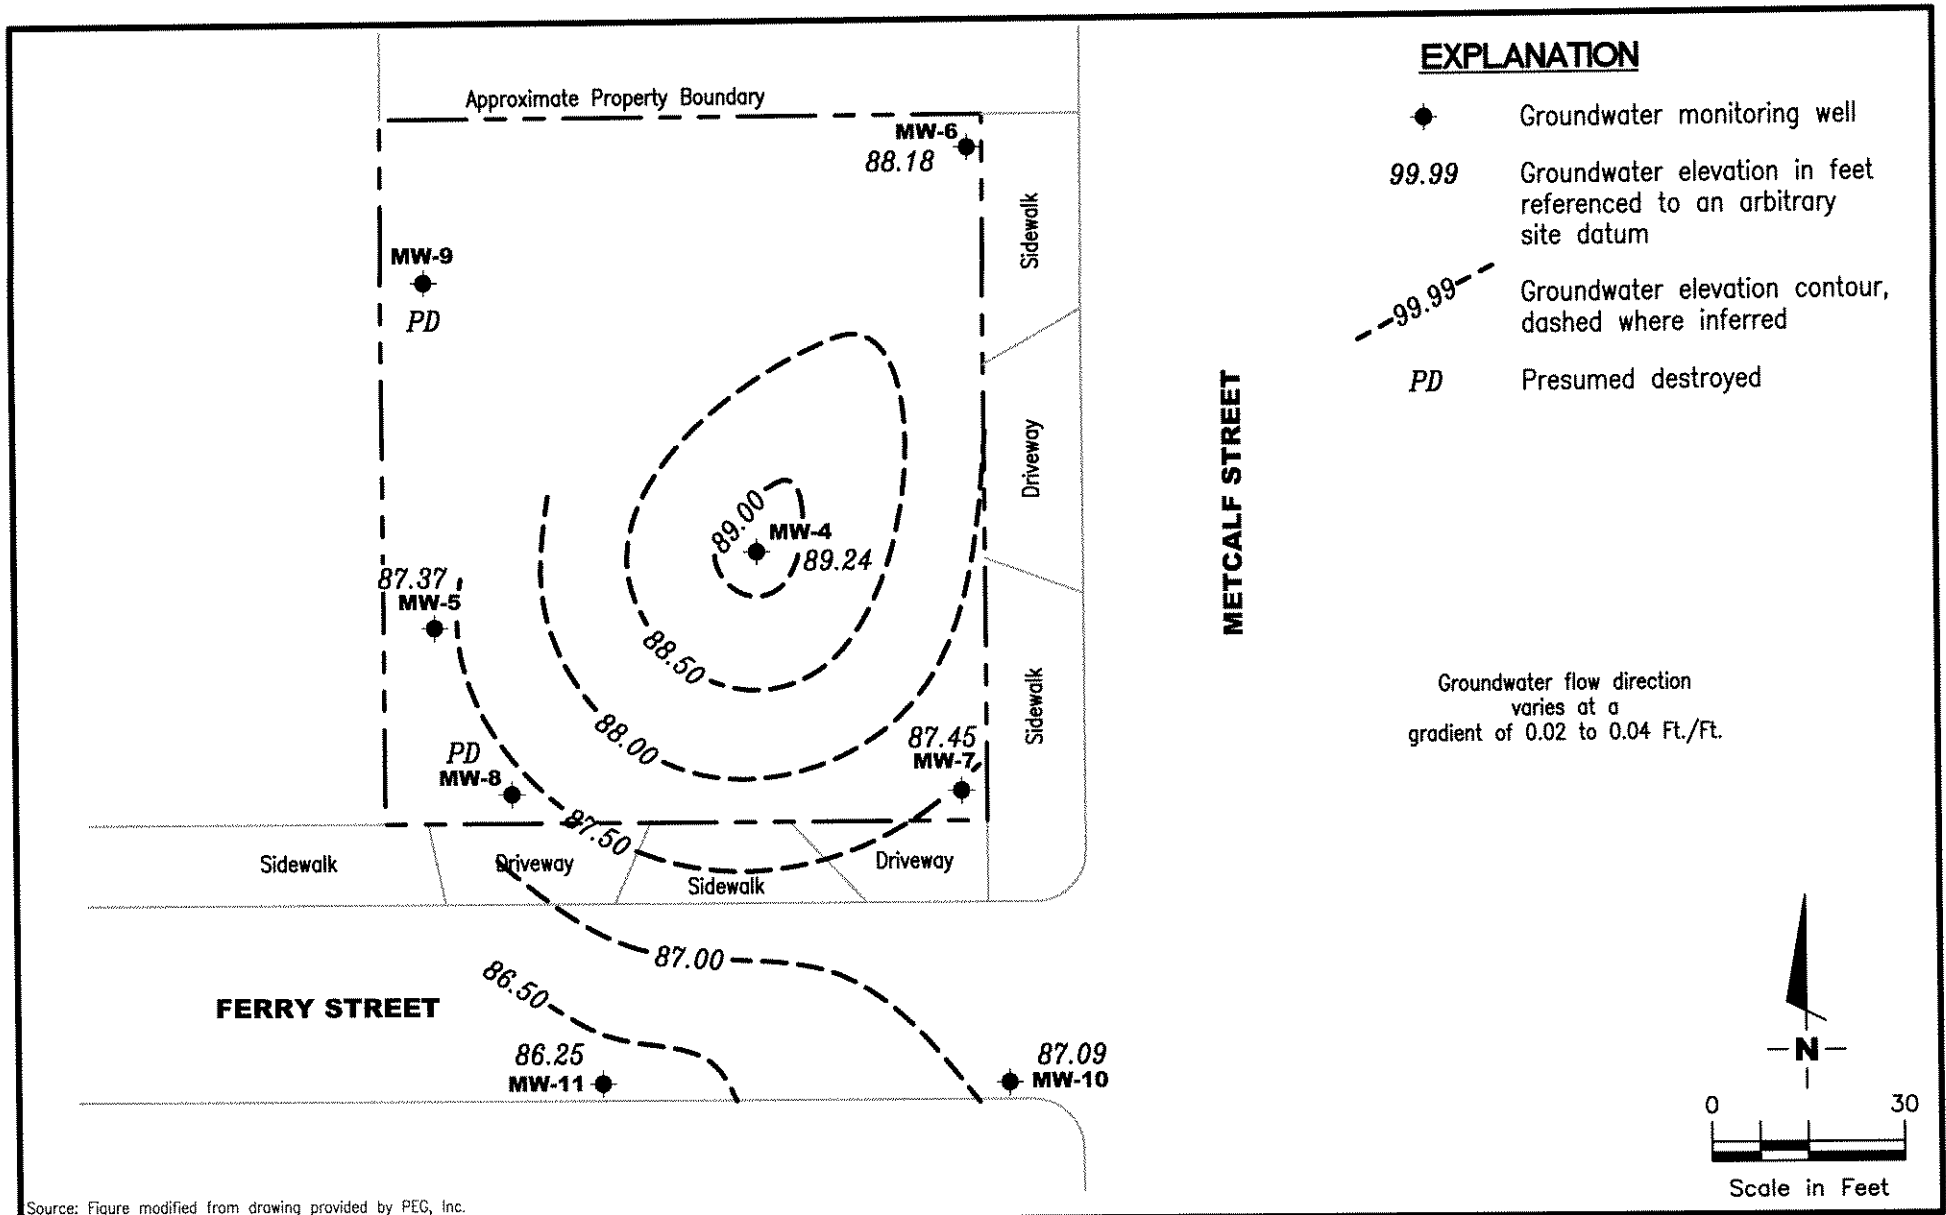 EXPLANATION
Groundwater monitoring well
99.99
Groundwater elevation in feet
referenced to an arbitrary
site datum
99.99
Groundwater elevation contour,
dashed where inferred
PD
Presumed destroyed
Approximate Property Boundary
MW-6
88.18
Sidewalk
MW-9
PD
Driveway
METCALF STREET
89.00
MW-4
89.24
87.37
MW-5
88.50
Sidewalk
88.00
87.45
MW-7
PD
MW-8
87.50
Groundwater flow direction
varies at a
gradient of 0.02 to 0.04 Ft./Ft.
Sidewalk
Driveway
Sidewalk
Driveway
87.00
86.50
FERRY STREET
86.25
MW-11
87.09
MW-10
N
0 30
Scale in Feet
Source: Figure modified from drawing provided by PEG, Inc.